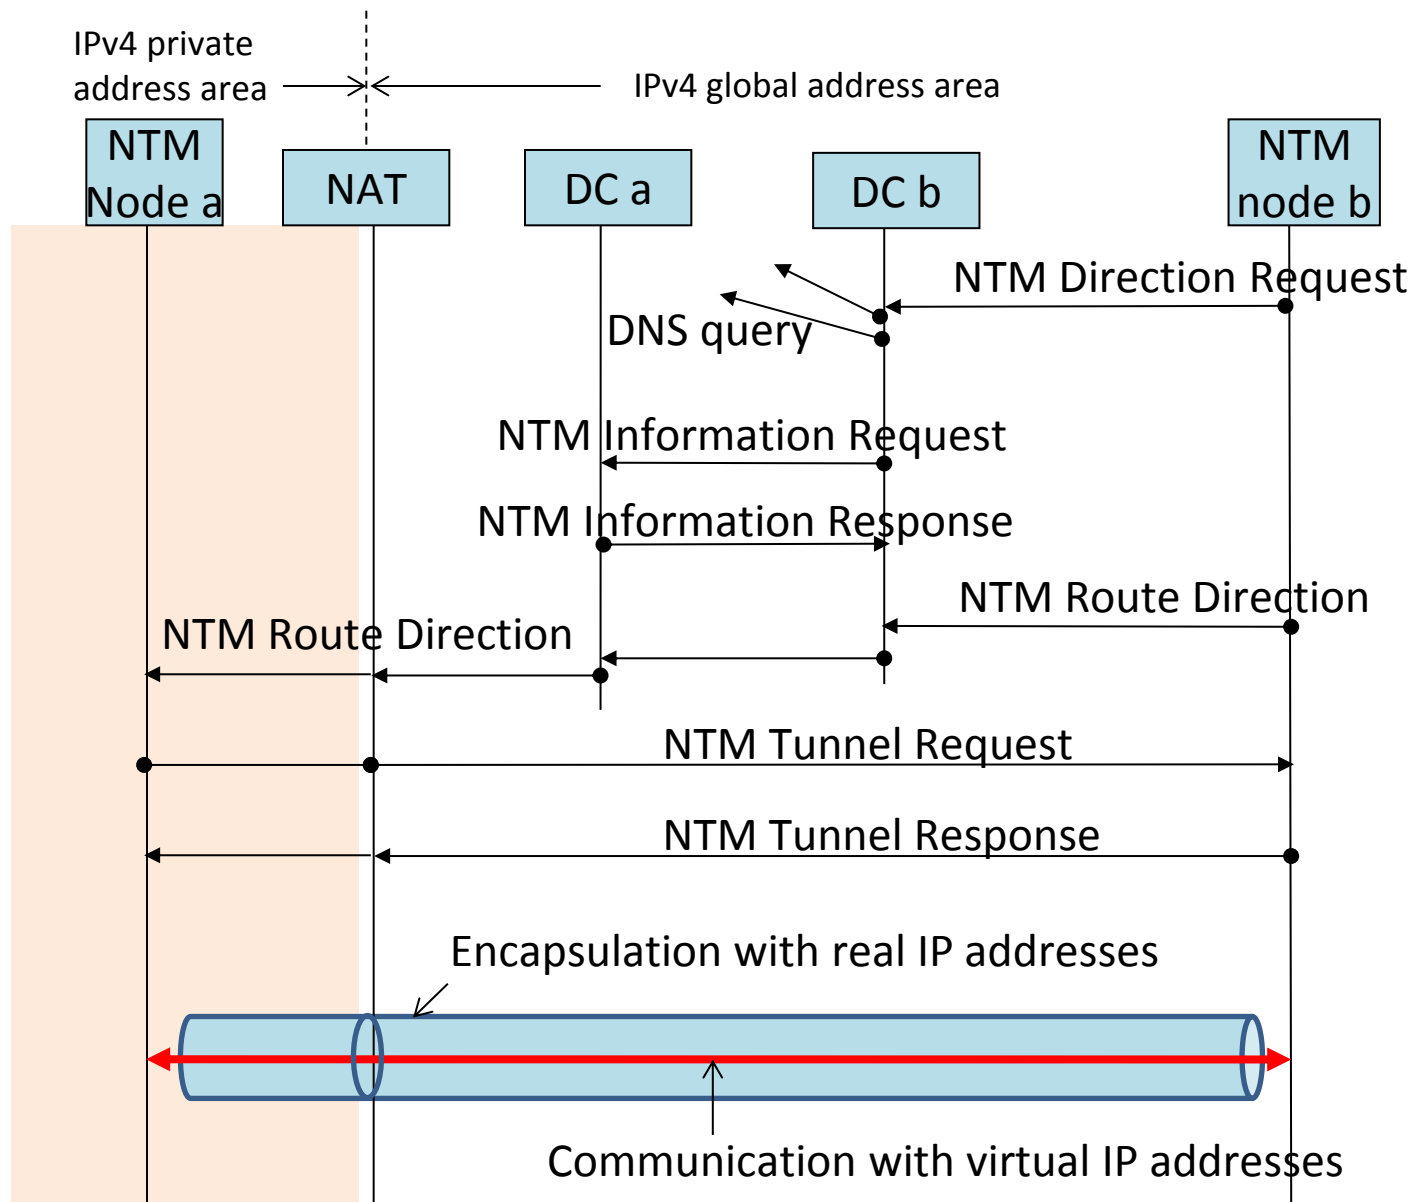 IPv4 private
address area
IPv4 global address area
NTM
Node a
NAT
DC a
DC b
NTM
node b
NTM Direction Request
DNS query
NTM Information Request
NTM Information Response
NTM Route Direction
NTM Route Direction
NTM Tunnel Request
NTM Tunnel Response
Encapsulation with real IP addresses
Communication with virtual IP addresses